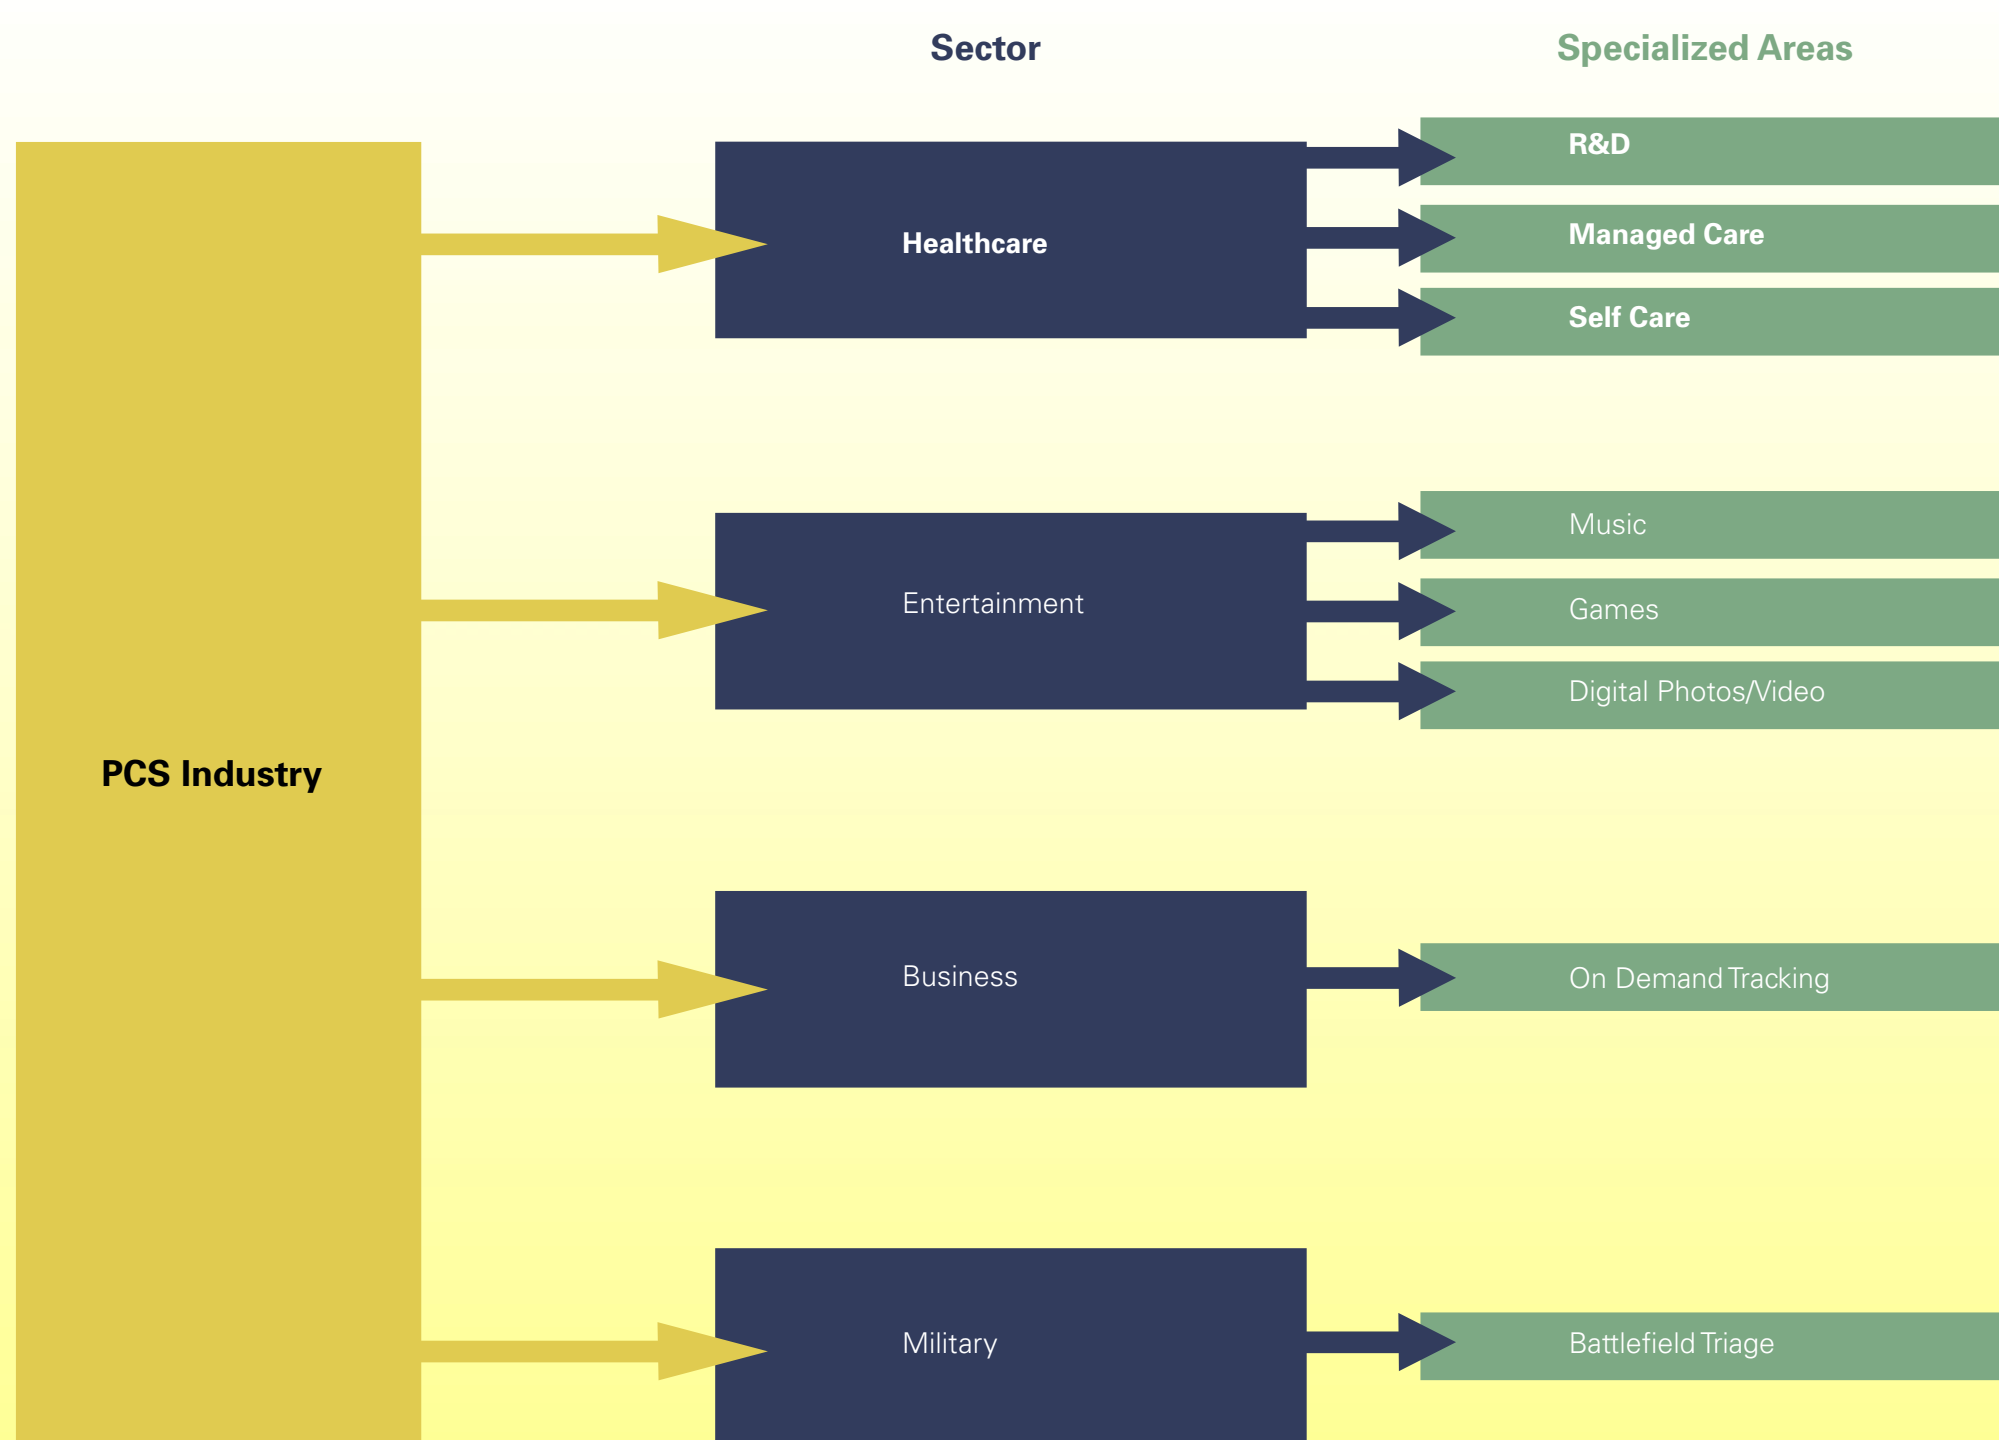 Sector
Specialized Areas
R&D
Healthcare
Managed Care
Self Care
Music
Entertainment
Games
Digital Photos/Video
PCS Industry
Business
On Demand Tracking
Military
Battlefield Triage